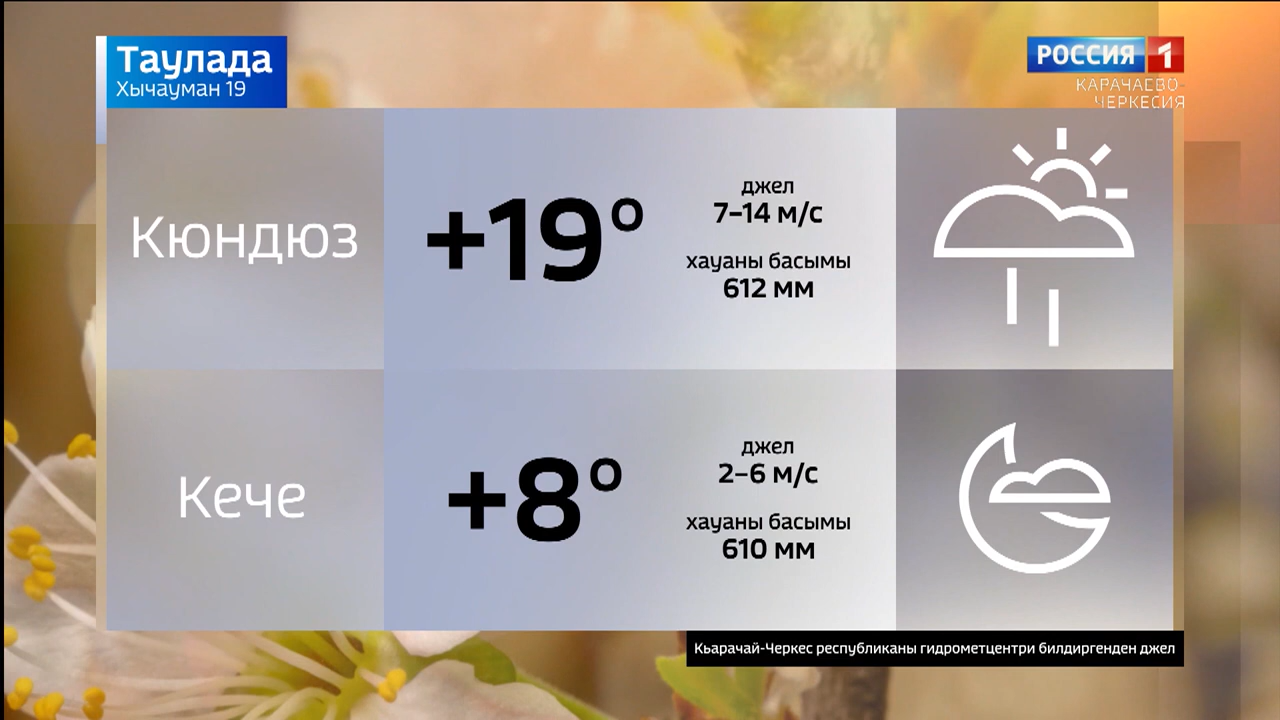 Таулада
Хычауман 19
РОССИЯ 1
КАРАЧАЕВО-
ЧЕРКЕСИЯ
Кюндюз
+19°
джел
7–14 м/с
хауаны басымы
612 мм
Кече
+8°
джел
2–6 м/с
хауаны басымы
610 мм
Къарачай-Черкес республиканы гидрометцентри билдиргенден джел